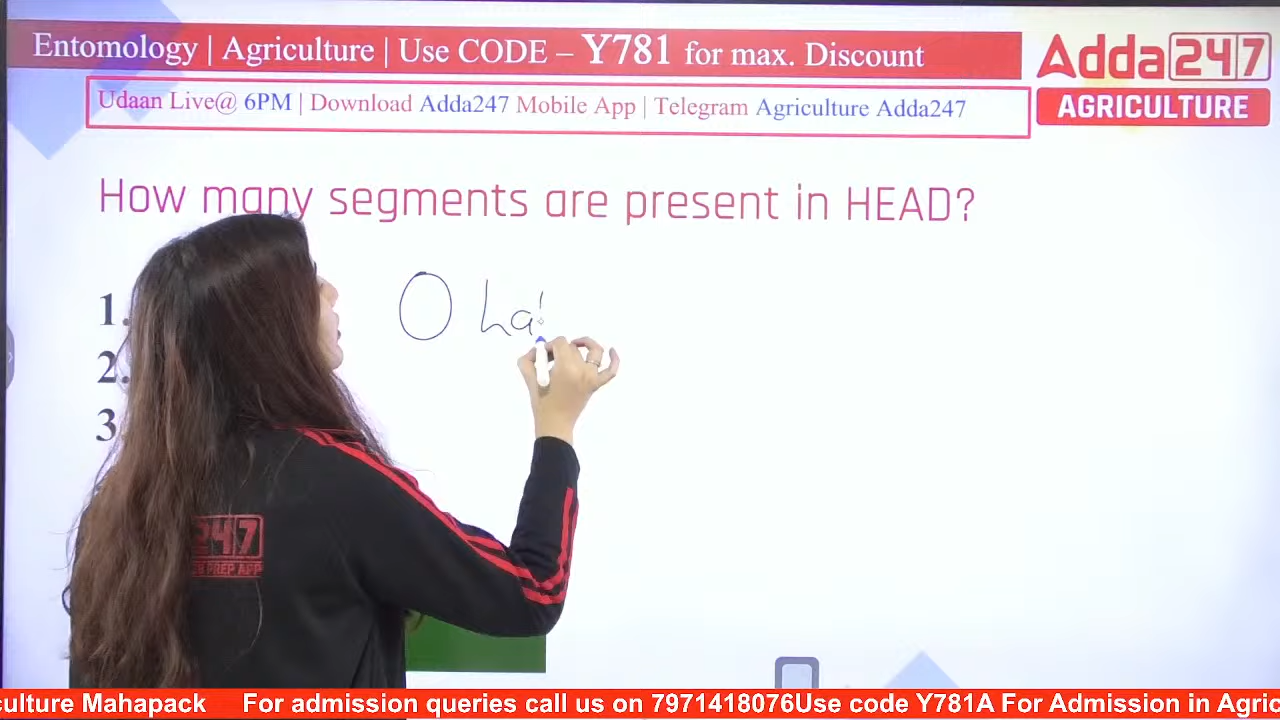 Entomology | Agriculture | Use CODE – Y781 for max. Discount
Adda247
AGRICULTURE
Udaan Live@ 6PM | Download Adda247 Mobile App | Telegram Agriculture Adda247
How many segments are present in HEAD?
1.
2.
3.
O ha
247
culture Mahapack For admission queries call us on 7971418076Use code Y781A For Admission in Agric